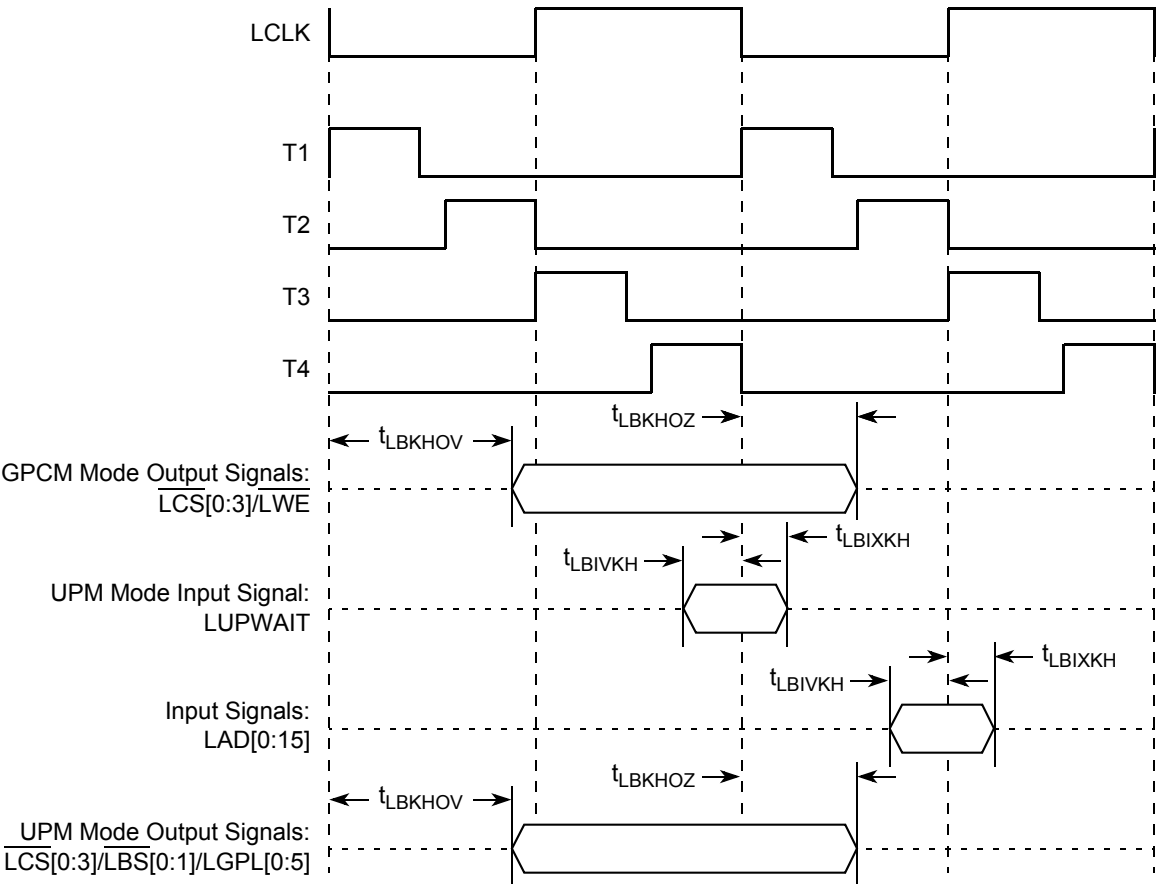 LCLK
T1
T2
T3
T4
tLBKHOZ
tLBKHOV
GPCM Mode Output Signals:
LCS[0:3]/LWE
tLBIXKH
tLBIVKH
UPM Mode Input Signal:
LUPWAIT
tLBIXKH
tLBIVKH
Input Signals:
LAD[0:15]
tLBKHOZ
tLBKHOV
UPM Mode Output Signals:
LCS[0:3]/LBS[0:1]/LGPL[0:5]